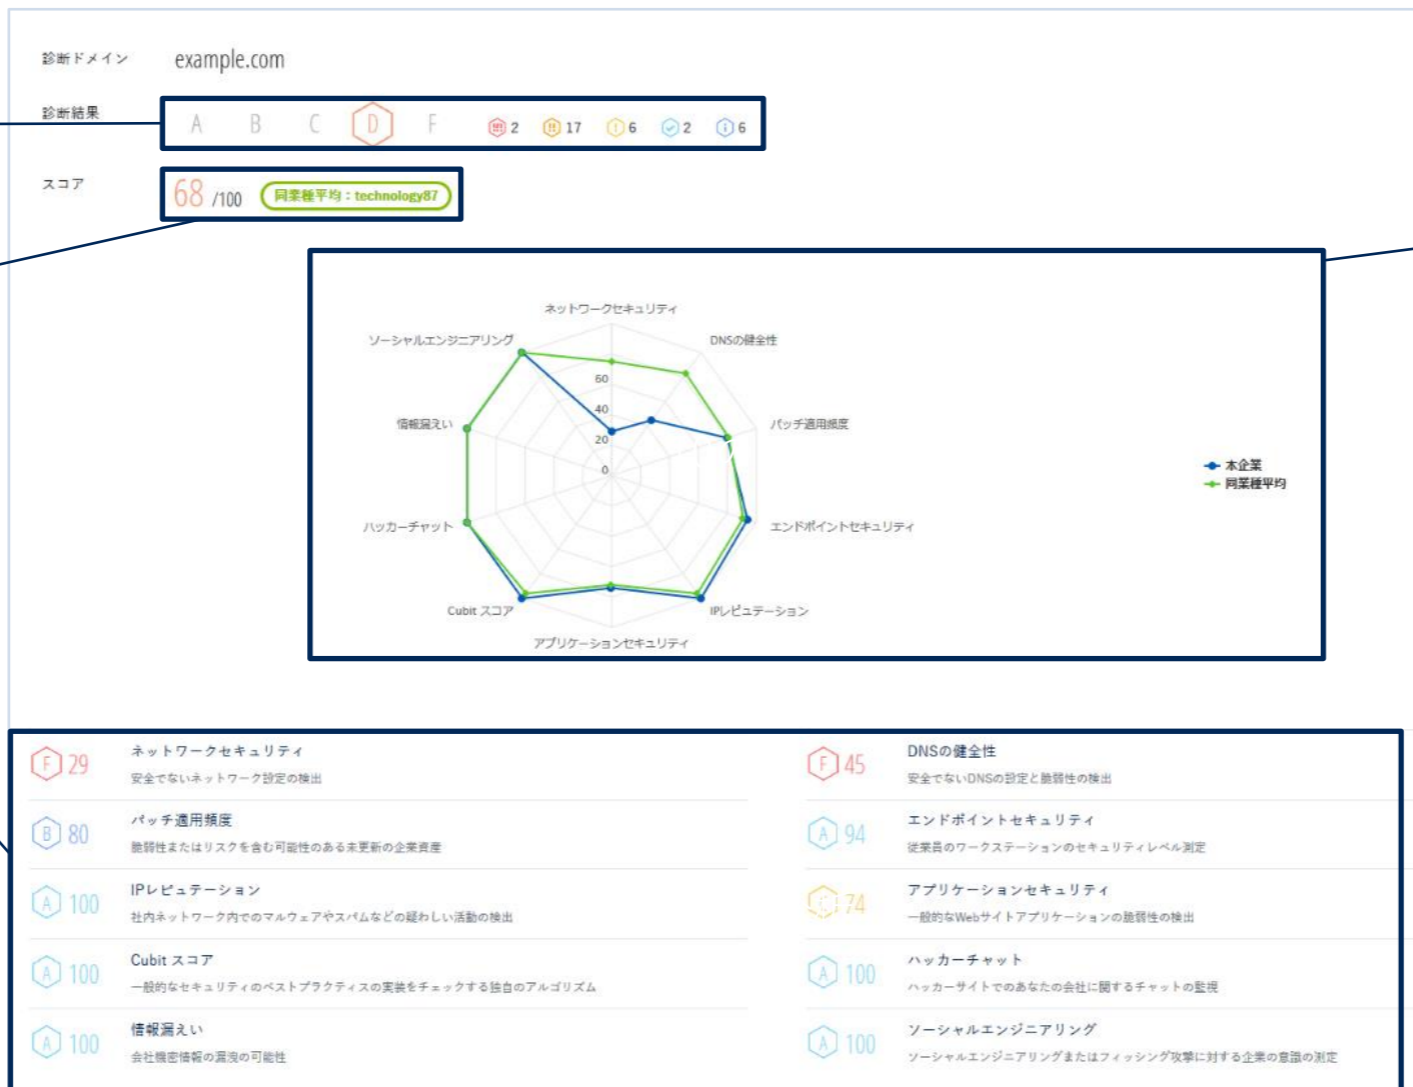 診断ドメイン example.com
診断結果 A B C D F !!! 2 !! 17 ! 6 2 i 6
スコア 68 /100 同業種平均：technology87
ネットワークセキュリティ
ソーシャルエンジニアリング DNSの健全性
60
40
情報漏えい パッチ適用頻度
20
本企業
0
同業種平均
ハッカーチャット エンドポイントセキュリティ
Cubit スコア IPレピュテーション
アプリケーションセキュリティ
F 29 ネットワークセキュリティ
安全でないネットワーク設定の検出
F 45 DNSの健全性
安全でないDNSの設定と脆弱性の検出
B 80 パッチ適用頻度
脆弱性またはリスクを含む可能性のある未更新の企業資産
A 94 エンドポイントセキュリティ
従業員のワークステーションのセキュリティレベル測定
A 100 IPレピュテーション
社内ネットワーク内でのマルウェアやスパムなどの疑わしい活動の検出
C 74 アプリケーションセキュリティ
一般的なWebサイトアプリケーションの脆弱性の検出
A 100 Cubit スコア
一般的なセキュリティのベストプラクティスの実装をチェックする独自のアルゴリズム
A 100 ハッカーチャット
ハッカーサイトでのあなたの会社に関するチャットの監視
A 100 情報漏えい
会社機密情報の漏洩の可能性
A 100 ソーシャルエンジニアリング
ソーシャルエンジニアリングまたはフィッシング攻撃に対する企業の意識の測定